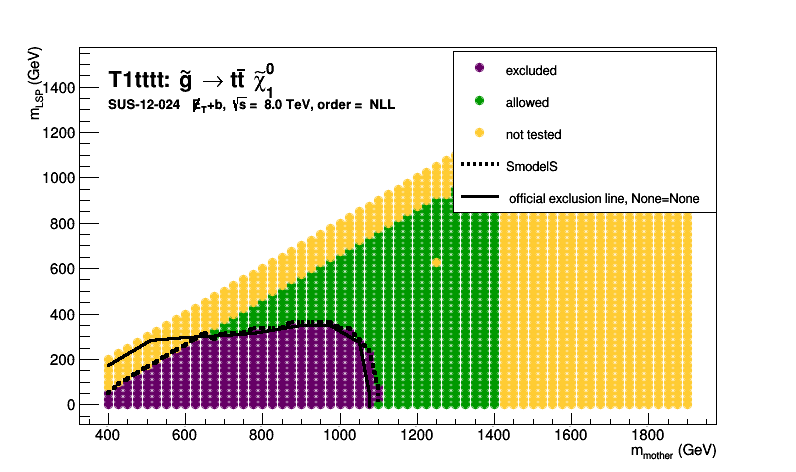 T1tttt: g̃ → tt̄ χ̃₁⁰
SUS-12-024 E̸_T+b, √s = 8.0 TeV, order = NLL
excluded
allowed
not tested
SmodelS
official exclusion line, None=None
m_LSP (GeV)
1400
1200
1000
800
600
400
200
0
400 600 800 1000 1200 1400 1600 1800
m_mother (GeV)